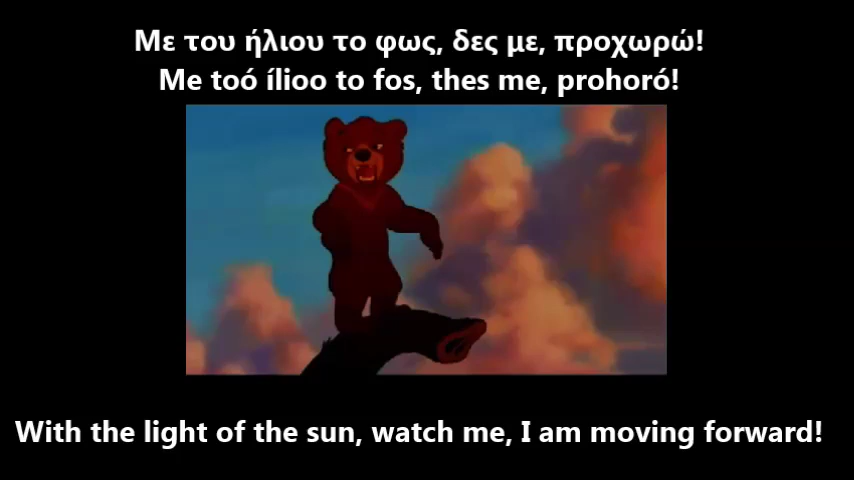 Με του ήλιου το φως, δες με, προχωρώ!
Me toó ílioo to fos, thes me, prohoró!
With the light of the sun, watch me, I am moving forward!